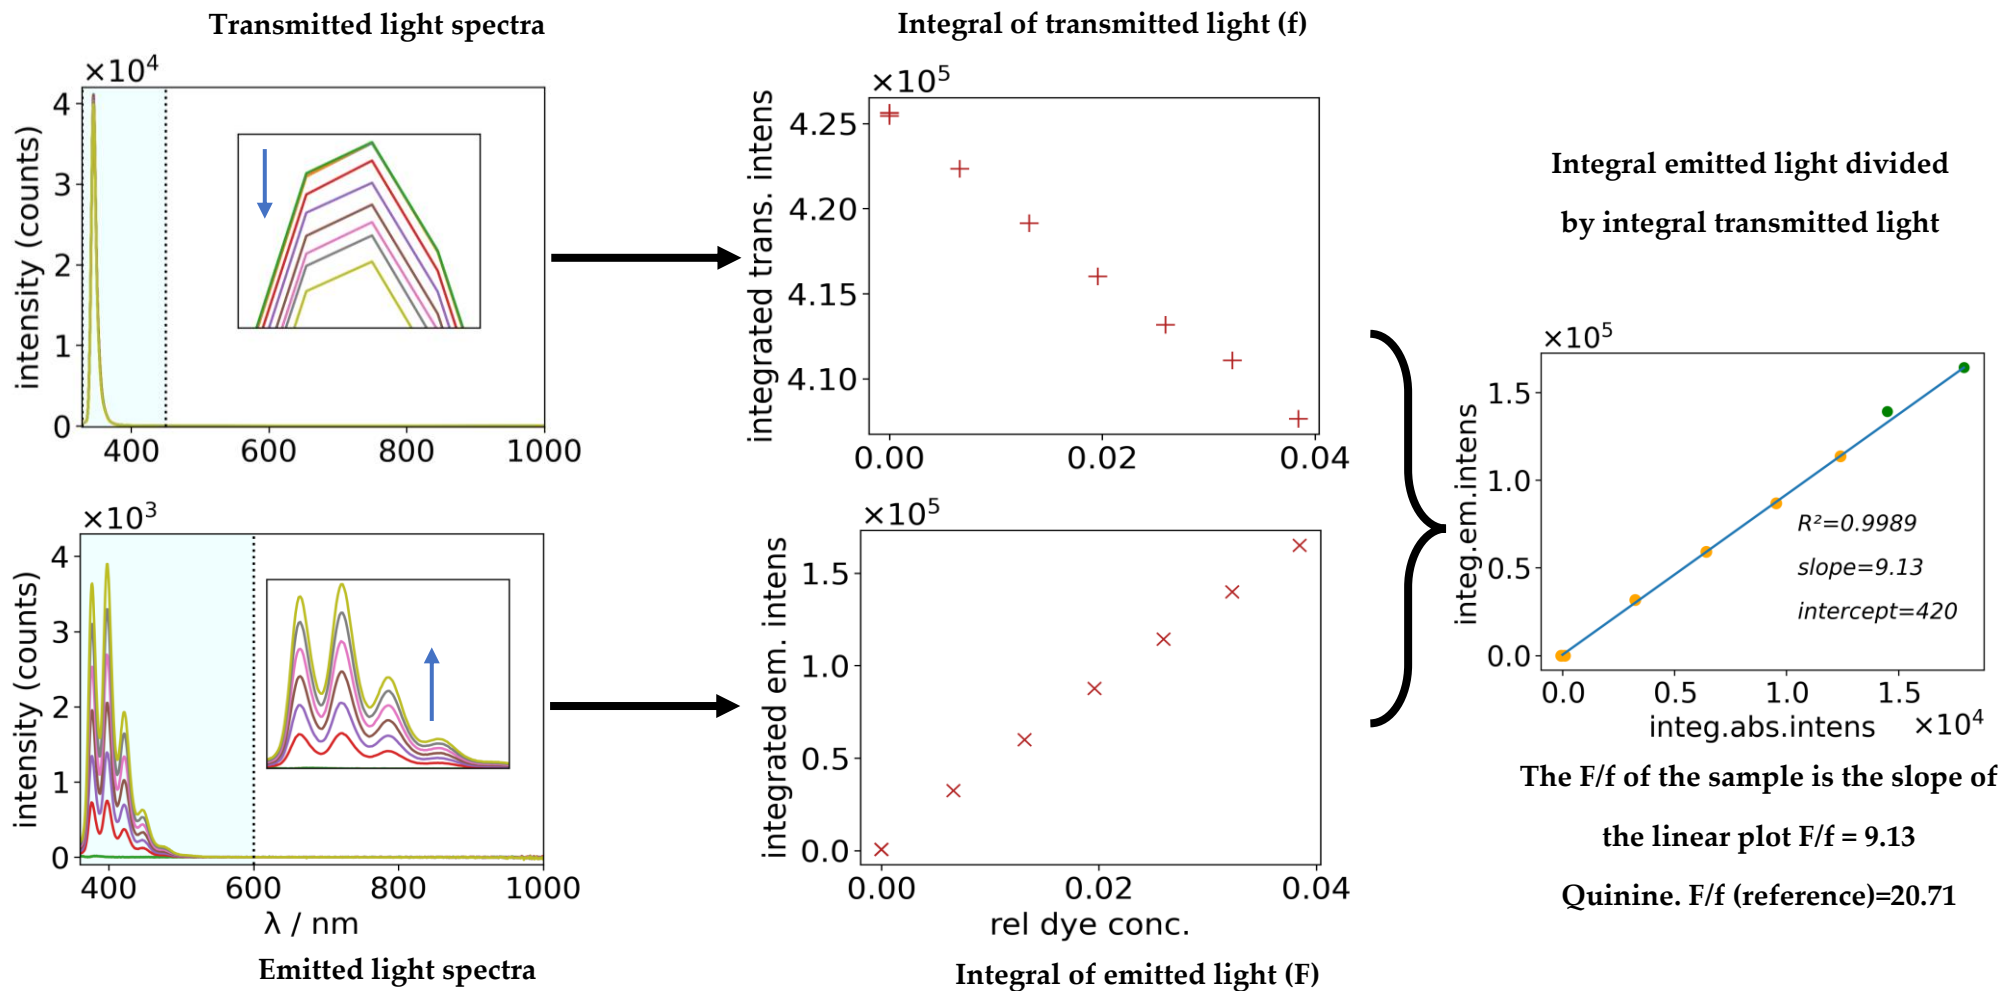 Transmitted light spectra
×10⁴
intensity (counts)
4
3
2
1
0
400 600 800 1000
Integral of transmitted light (f)
×10⁵
integrated trans. intens
4.25
4.20
4.15
4.10
0.00 0.02 0.04
×10³
intensity (counts)
4
3
2
1
0
400 600 800 1000
λ / nm
Emitted light spectra
×10⁵
integrated em. intens
1.5
1.0
0.5
0.0
0.00 0.02 0.04
rel dye conc.
Integral of emitted light (F)
Integral emitted light divided
by integral transmitted light
×10⁵
integ.em.intens
1.5
1.0
0.5
0.0
R²=0.9989
slope=9.13
intercept=420
0.0 0.5 1.0 1.5
integ.abs.intens ×10⁴
The F/f of the sample is the slope of
the linear plot F/f = 9.13
Quinine. F/f (reference)=20.71